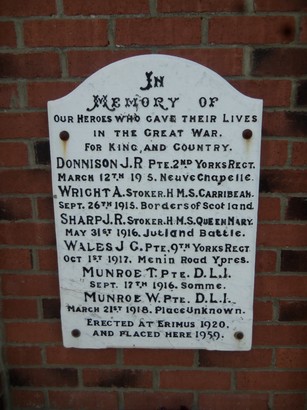 In
Memory of
Our Heroes who gave their Lives
in the Great War.
For King, and Country.
Donnison J.R Pte. 2nd Yorks Regt.
March 12th 19 5. Neuve Chapelle.
Wright A. Stoker. H.M.S. Carribean.
Sept. 26th 1915. Borders of Scotland.
Sharp J.R. Stoker. H.M.S. Queen Mary.
May 31st 1916. Jutland Battle.
Wales J G. Pte. 9th Yorks Regt
Oct 1st 1917. Menin Road Ypres.
Munroe T. Pte. D.L.I.
Sept. 17th 1916. Somme.
Munroe W. Pte. D.L.I.
March 21st 1918. Place Unknown.
Erected at Erimus 1920.
and placed here 1959.